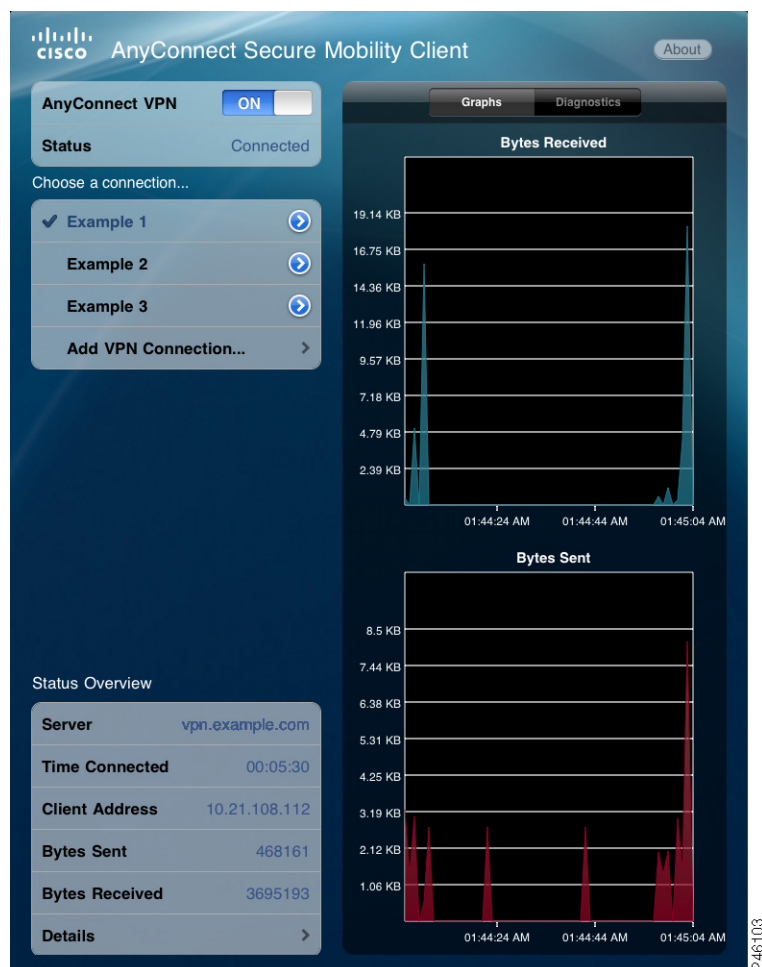 cisco AnyConnect Secure Mobility Client
About
AnyConnect VPN ON
Status Connected
Choose a connection...
Example 1
Example 2
Example 3
Add VPN Connection...
Status Overview
Server vpn.example.com
Time Connected 00:05:30
Client Address 10.21.108.112
Bytes Sent 468161
Bytes Received 3695193
Details
Graphs Diagnostics
Bytes Received
19.14 KB
16.75 KB
14.36 KB
11.96 KB
9.57 KB
7.18 KB
4.79 KB
2.39 KB
01:44:24 AM 01:44:44 AM 01:45:04 AM
Bytes Sent
8.5 KB
7.44 KB
6.38 KB
5.31 KB
4.25 KB
3.19 KB
2.12 KB
1.06 KB
01:44:24 AM 01:44:44 AM 01:45:04 AM